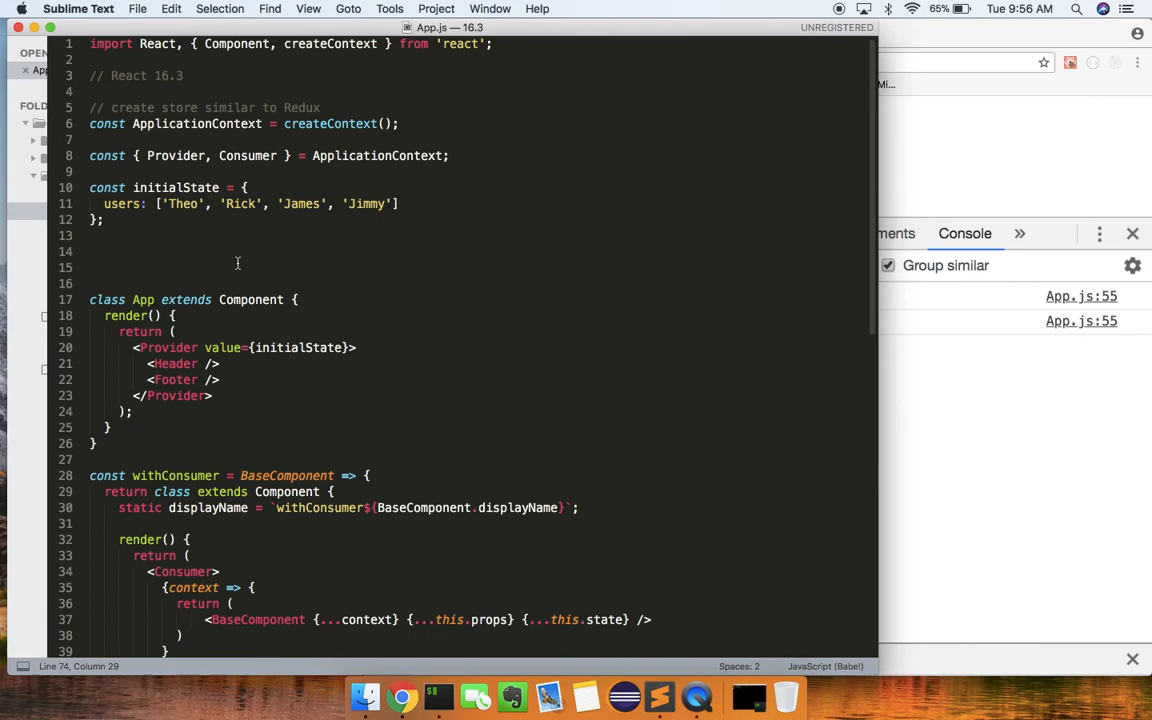 Sublime Text File Edit Selection Find View Goto Tools Project Window Help 65% Tue 9:56 AM
App.js — 16.3 UNREGISTERED
OPEN
App
FOLD
1 import React, { Component, createContext } from 'react';
2
3 // React 16.3
4
5 // create store similar to Redux
6 const ApplicationContext = createContext();
7
8 const { Provider, Consumer } = ApplicationContext;
9
10 const initialState = {
11 users: ['Theo', 'Rick', 'James', 'Jimmy']
12 };
13
14
15
16
17 class App extends Component {
18 render() {
19 return (
20 <Provider value={initialState}>
21 <Header />
22 <Footer />
23 </Provider>
24 );
25 }
26 }
27
28 const withConsumer = BaseComponent => {
29 return class extends Component {
30 static displayName = `withConsumer${BaseComponent.displayName}`;
31
32 render() {
33 return (
34 <Consumer>
35 {context => {
36 return (
37 <BaseComponent {...context} {...this.props} {...this.state} />
38 )
39 }
Line 74, Column 29 Spaces: 2 JavaScript (Babel)
Mi...
ments Console »
Group similar
App.js:55
App.js:55